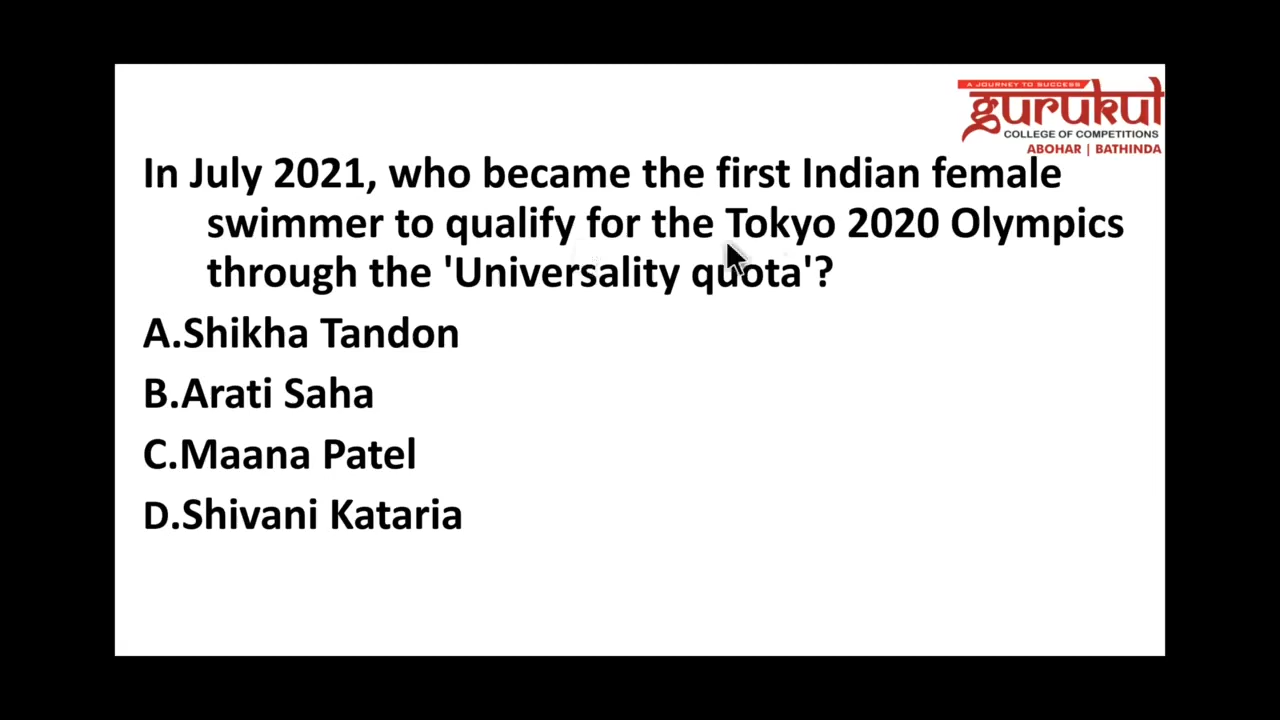 A JOURNEY TO SUCCESS
gurukul
COLLEGE OF COMPETITIONS
ABOHAR | BATHINDA
In July 2021, who became the first Indian female
swimmer to qualify for the Tokyo 2020 Olympics
through the 'Universality quota'?
A.Shikha Tandon
B.Arati Saha
C.Maana Patel
D.Shivani Kataria